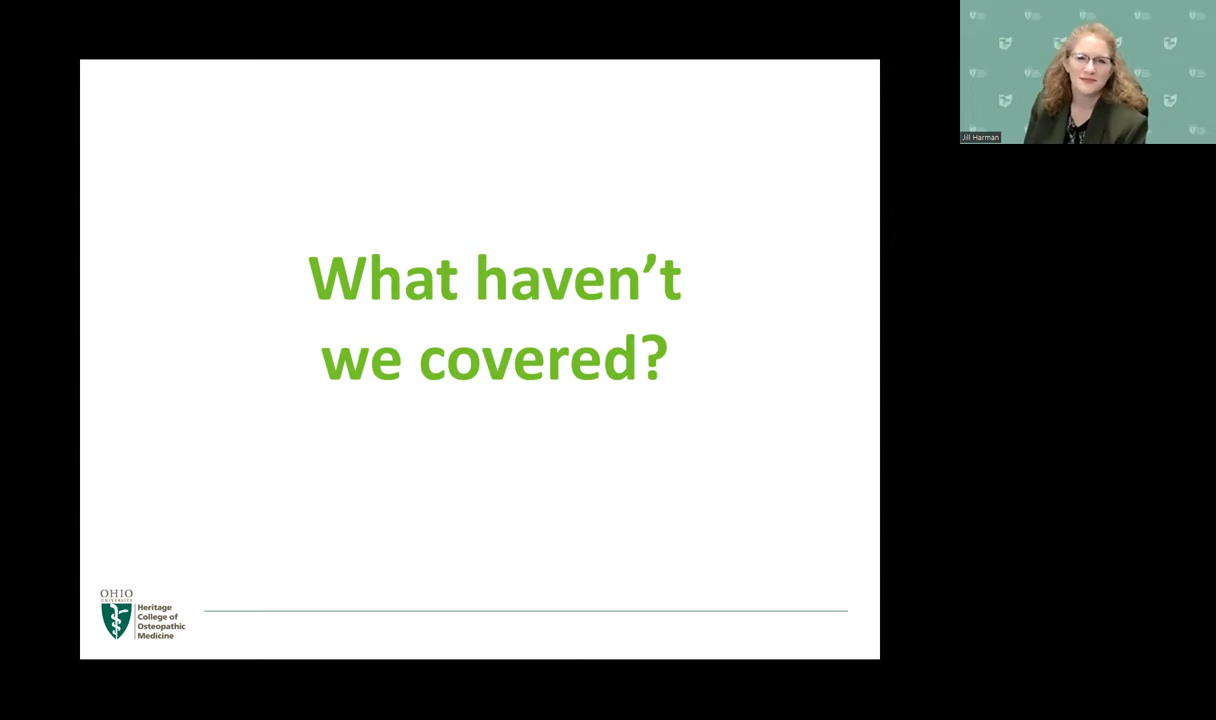 Jill Harman
What haven’t
we covered?
OHIO
UNIVERSITY
Heritage
College of
Osteopathic
Medicine